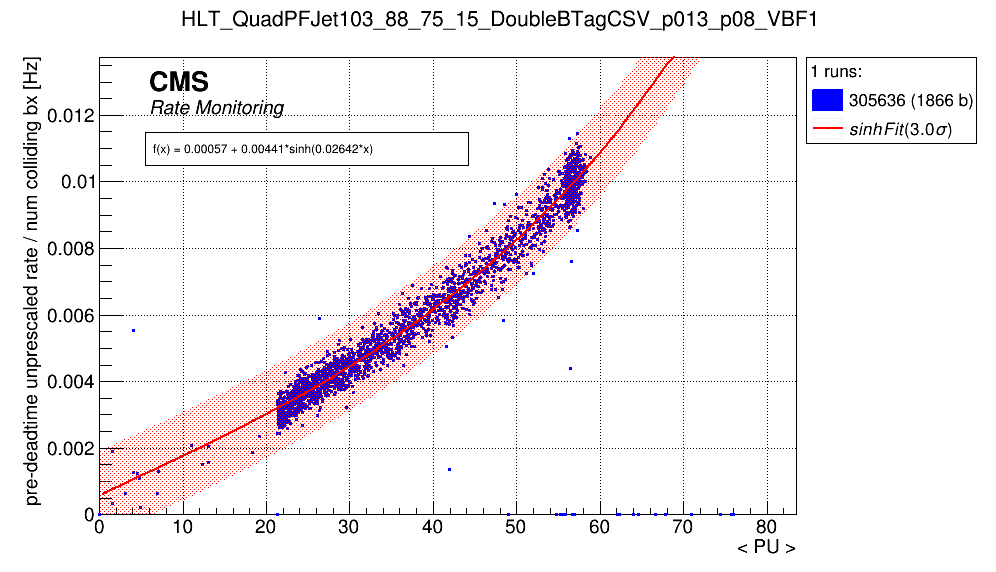 HLT_QuadPFJet103_88_75_15_DoubleBTagCSV_p013_p08_VBF1
pre-deadtime unprescaled rate / num colliding bx [Hz]
CMS
Rate Monitoring
f(x) = 0.00057 + 0.00441*sinh(0.02642*x)
1 runs:
305636 (1866 b)
sinhFit(3.0σ)
0.012
0.01
0.008
0.006
0.004
0.002
0
0 10 20 30 40 50 60 70 80
< PU >